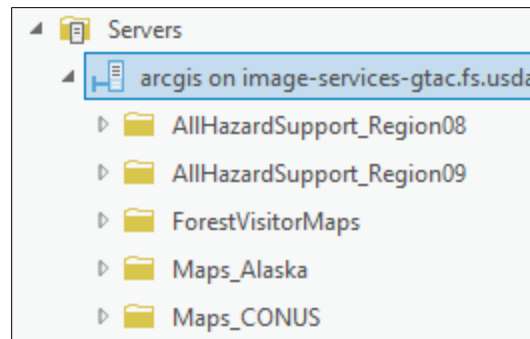 Servers
arcgis on image-services-gtac.fs.usda
AllHazardSupport_Region08
AllHazardSupport_Region09
ForestVisitorMaps
Maps_Alaska
Maps_CONUS